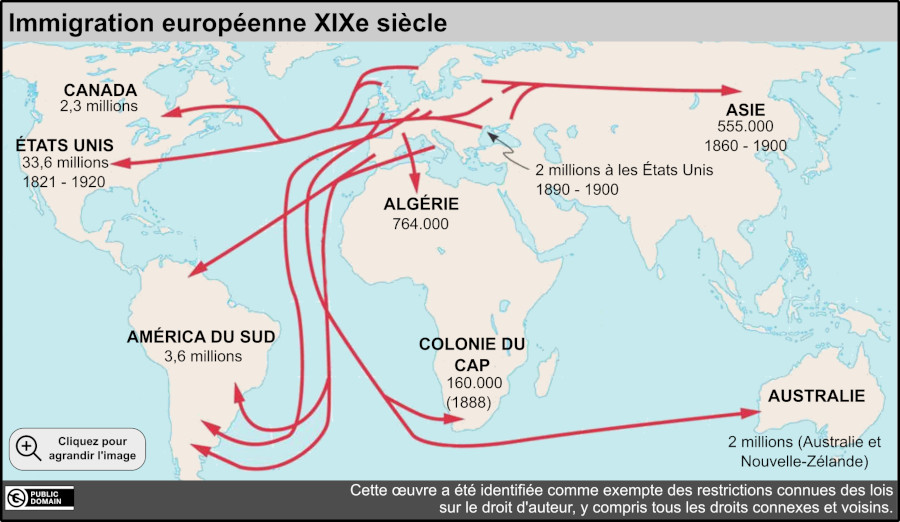 Immigration européenne XIXe siècle
CANADA
2,3 millions
ÉTATS UNIS
33,6 millions
1821 - 1920
ASIE
555.000
1860 - 1900
2 millions à les États Unis
1890 - 1900
ALGÉRIE
764.000
AMÉRICA DU SUD
3,6 millions
COLONIE DU
CAP
160.000
(1888)
AUSTRALIE
2 millions (Australie et
Nouvelle-Zélande)
Cliquez pour
agrandir l'image
PUBLIC
DOMAIN
Cette œuvre a été identifiée comme exempte des restrictions connues des lois
sur le droit d'auteur, y compris tous les droits connexes et voisins.